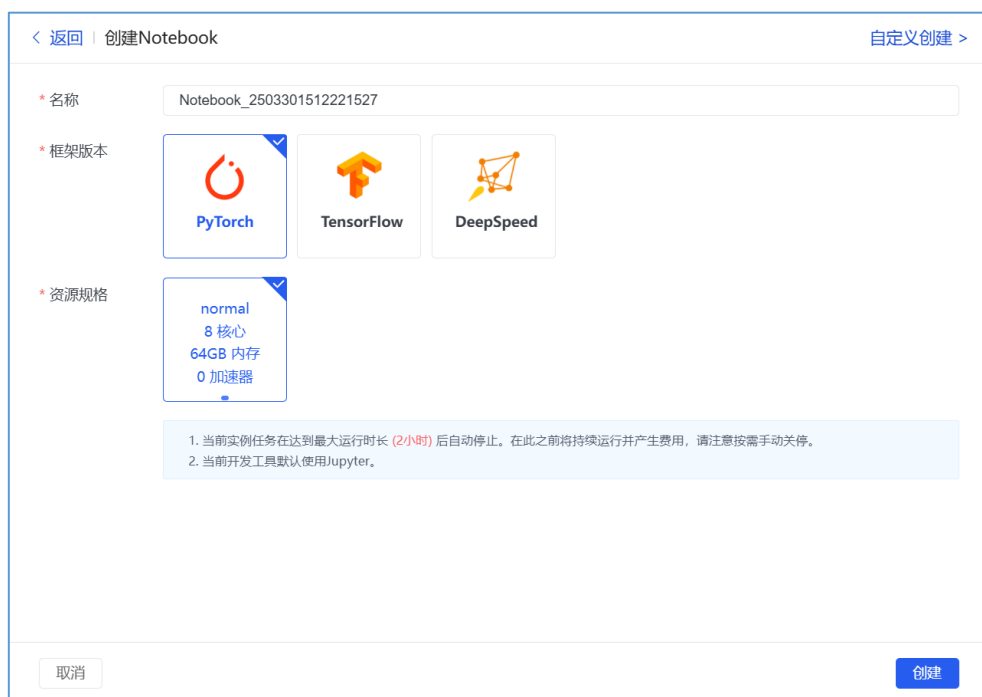 返回 | 创建Notebook
自定义创建 >
* 名称
Notebook_2503301512221527
* 框架版本
PyTorch
TensorFlow
DeepSpeed
* 资源规格
normal
8 核心
64GB 内存
0 加速器
1. 当前实例任务在达到最大运行时长 (2小时) 后自动停止。在此之前将持续运行并产生费用，请注意按需手动关停。
2. 当前开发工具默认使用Jupyter。
取消
创建